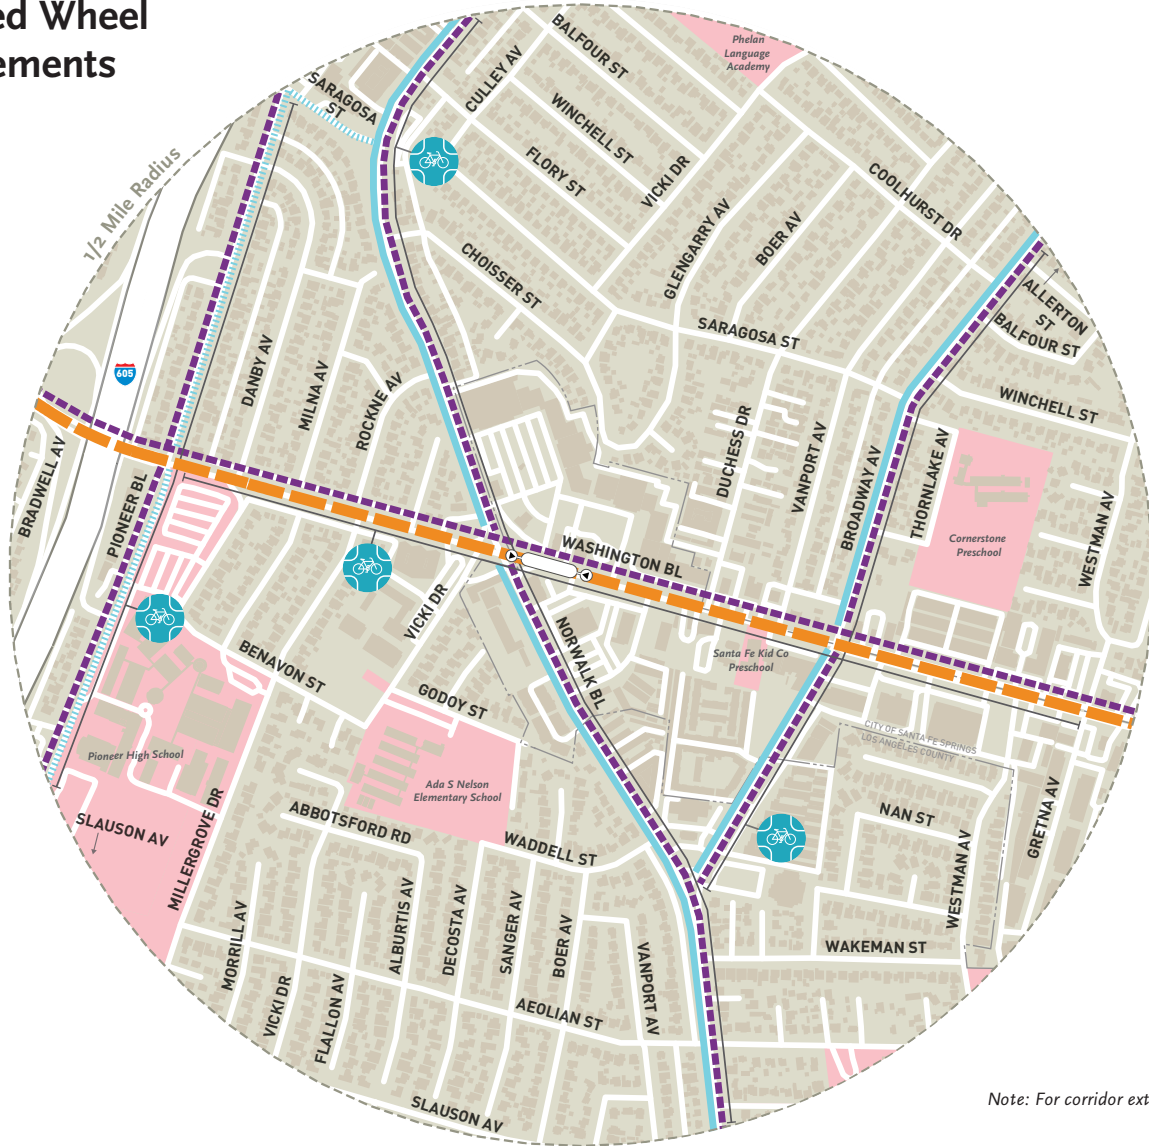 ed Wheel
ements
1/2 Mile Radius
SARAGOSA
ST
CULLEY AV
BALFOUR ST
Phelan
Language
Academy
WINCHELL ST
FLORY ST
VICKI DR
COOLHURST DR
GLENGARRY AV
BOER AV
CHOISSER ST
ALLERTON
ST
BALFOUR ST
SARAGOSA ST
605
DANBY AV
MILNA AV
ROCKNE AV
WINCHELL ST
DUCHESS DR
VANPORT AV
BROADWAY AV
THORNLAKE AV
BRADWELL AV
PIONEER BL
WASHINGTON BL
Cornerstone
Preschool
WESTMAN AV
VICKI DR
NORWALK BL
Santa Fe Kid Co
Preschool
BENAVON ST
GODOY ST
CITY OF SANTA FE SPRINGS
LOS ANGELES COUNTY
Pioneer High School
Ada S Nelson
Elementary School
SLAUSON AV
MILLERGROVE DR
ABBOTSFORD RD
WADDELL ST
NAN ST
GRETNA AV
WESTMAN AV
MORRILL AV
ALBURTIS AV
DECOSTA AV
SANGER AV
BOER AV
VANPORT AV
WAKEMAN ST
VICKI DR
FLALLON AV
AEOLIAN ST
SLAUSON AV
Note: For corridor ext